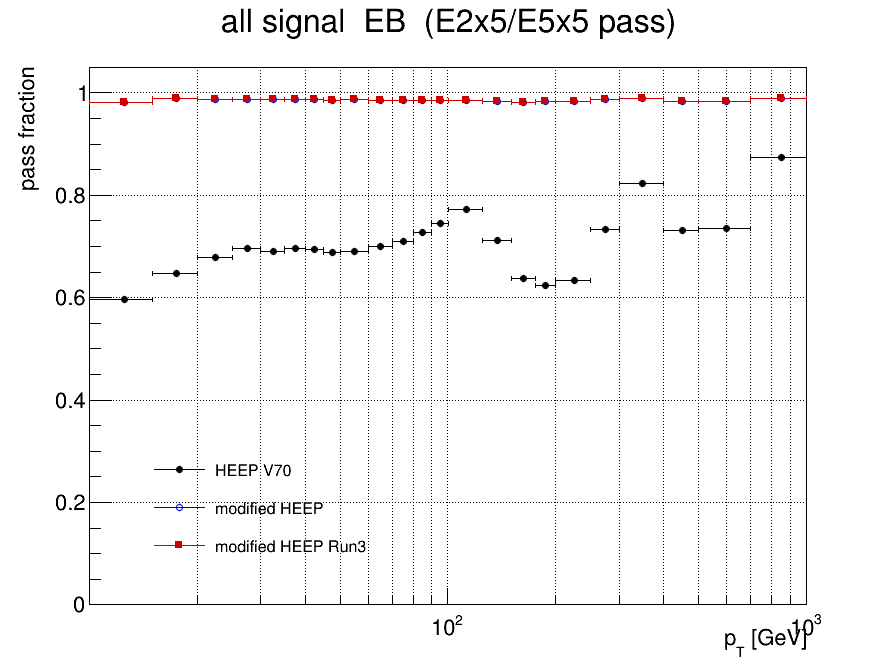 all signal EB (E2x5/E5x5 pass)
pass fraction
1
0.8
0.6
0.4
0.2
0
HEEP V70
modified HEEP
modified HEEP Run3
10²
10³
p_T [GeV]